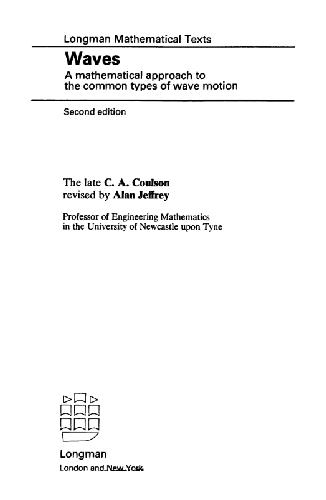 Longman Mathematical Texts
Waves
A mathematical approach to
the common types of wave motion
Second edition
The late C. A. Coulson
revised by Alan Jeffrey
Professor of Engineering Mathematics
in the University of Newcastle upon Tyne
Longman
London and New York